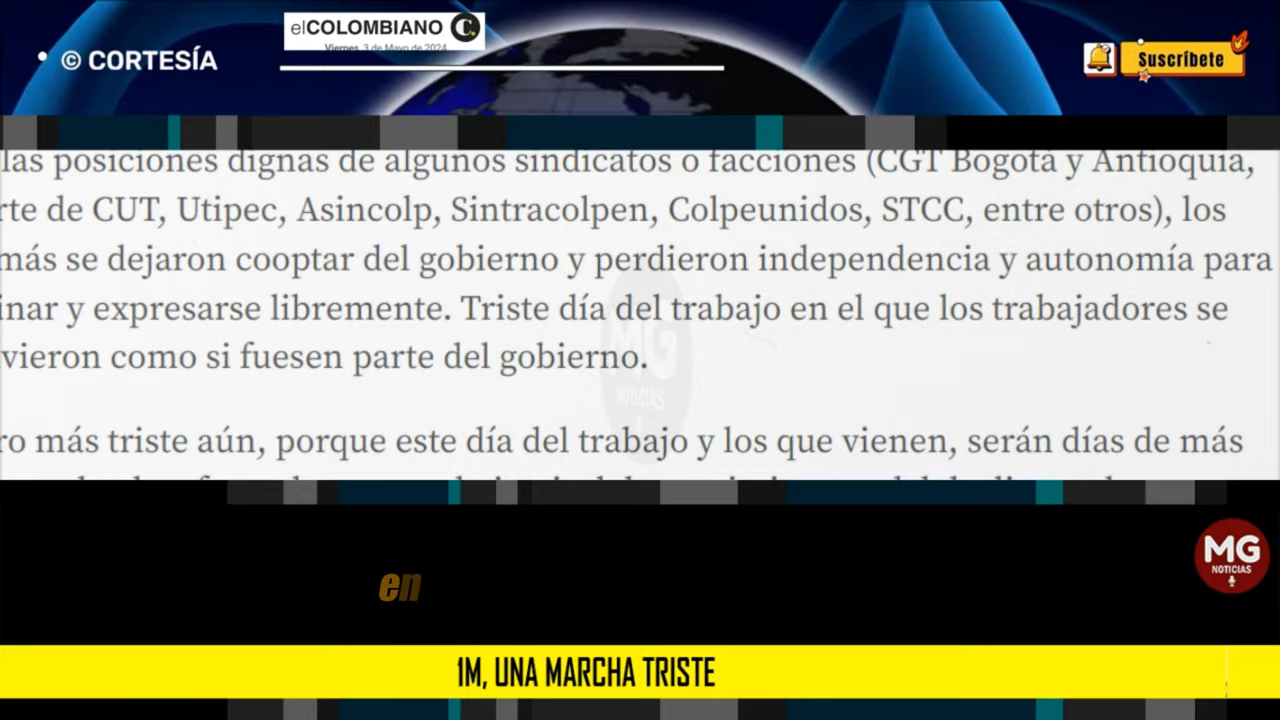 elCOLOMBIANO C
Viernes, 3 de Mayo de 2024
© CORTESÍA
Suscríbete
las posiciones dignas de algunos sindicatos o facciones (CGT Bogotá y Antioquia,
rte de CUT, Utipec, Asincolp, Sintracolpen, Colpeunidos, STCC, entre otros), los
más se dejaron cooptar del gobierno y perdieron independencia y autonomía para
inar y expresarse libremente. Triste día del trabajo en el que los trabajadores se
vieron como si fuesen parte del gobierno.
MG
NOTICIAS
ro más triste aún, porque este día del trabajo y los que vienen, serán días de más
MG
NOTICIAS
en
1M, UNA MARCHA TRISTE